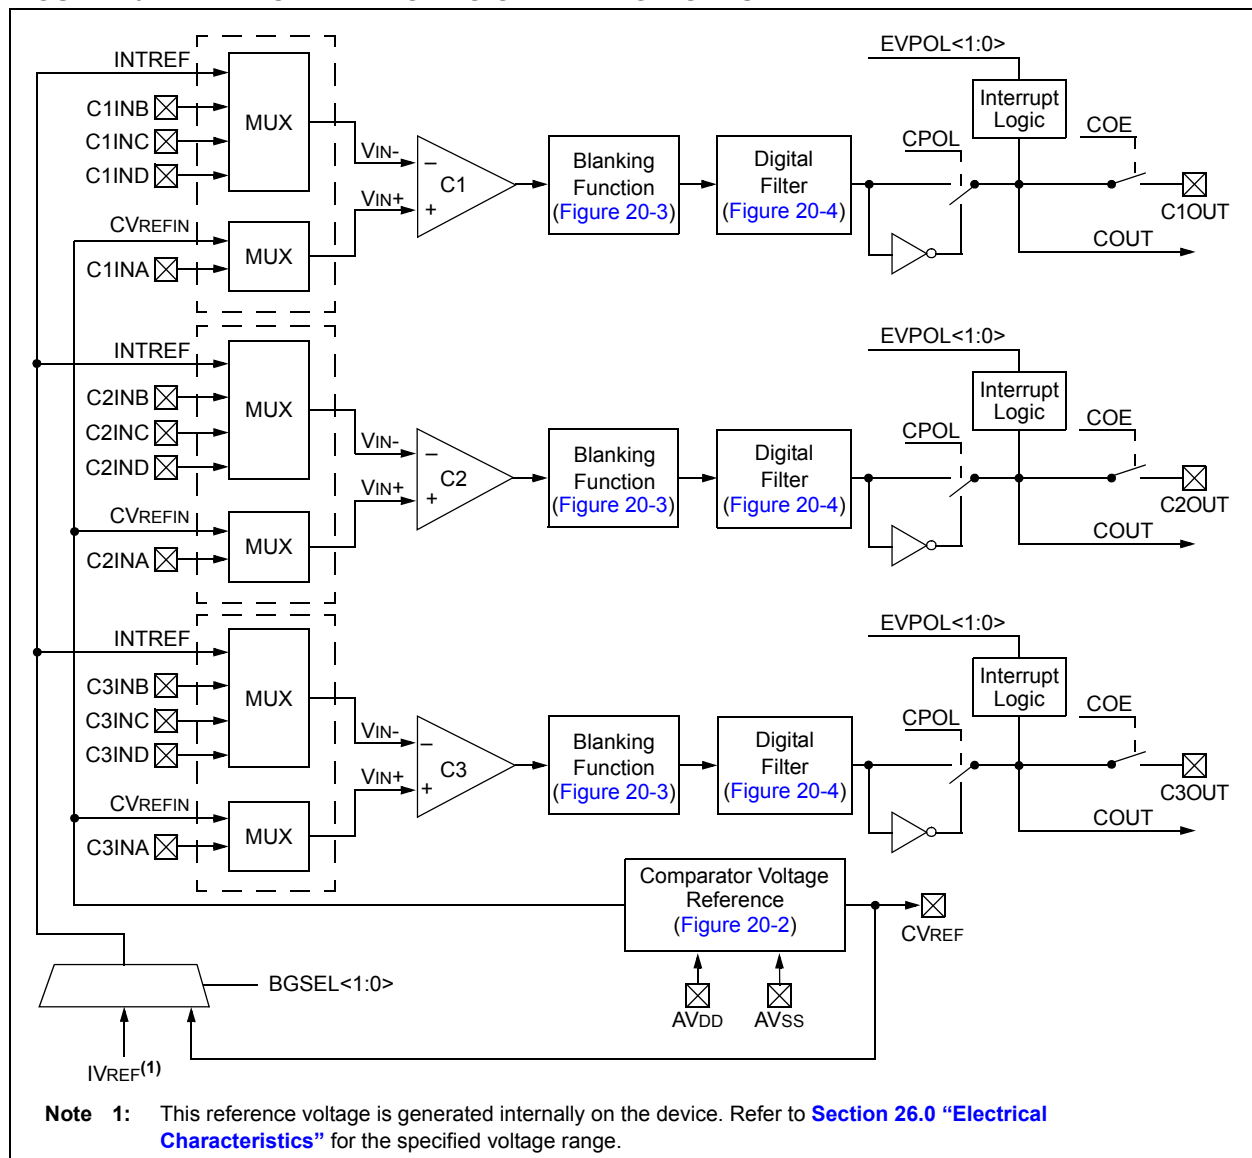 EVPOL<1:0>
INTREF
C1INB
C1INC
C1IND
MUX
VIN-
VIN+
–
C1
+
Blanking
Function
(Figure 20-3)
Digital
Filter
(Figure 20-4)
CPOL
Interrupt
Logic
COE
C1OUT
COUT
CVREFIN
C1INA
MUX
EVPOL<1:0>
INTREF
C2INB
C2INC
C2IND
MUX
VIN-
VIN+
–
C2
+
Blanking
Function
(Figure 20-3)
Digital
Filter
(Figure 20-4)
CPOL
Interrupt
Logic
COE
C2OUT
COUT
CVREFIN
C2INA
MUX
EVPOL<1:0>
INTREF
C3INB
C3INC
C3IND
MUX
VIN-
VIN+
–
C3
+
Blanking
Function
(Figure 20-3)
Digital
Filter
(Figure 20-4)
CPOL
Interrupt
Logic
COE
C3OUT
COUT
CVREFIN
C3INA
MUX
Comparator Voltage
Reference
(Figure 20-2)
CVREF
BGSEL<1:0>
AVDD
AVSS
IVREF(1)
Note 1: This reference voltage is generated internally on the device. Refer to Section 26.0 “Electrical
Characteristics” for the specified voltage range.